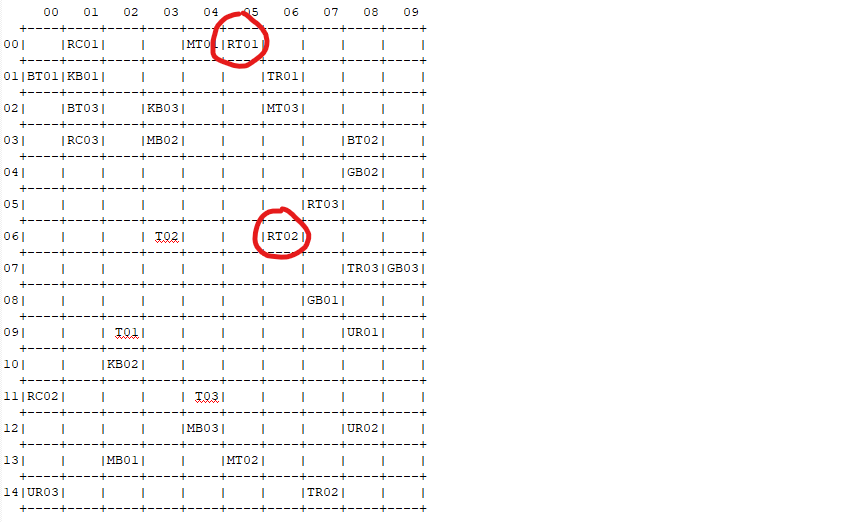 00   01   02   03   04   05   06   07   08   09
  +----+----+----+----+----+----+----+----+----+----+
00|    |RC01|    |    |MT01|RT01|    |    |    |    |
  +----+----+----+----+----+----+----+----+----+----+
01|BT01|KB01|    |    |    |    |TR01|    |    |    |
  +----+----+----+----+----+----+----+----+----+----+
02|    |BT03|    |KB03|    |    |MT03|    |    |    |
  +----+----+----+----+----+----+----+----+----+----+
03|    |RC03|    |MB02|    |    |    |    |BT02|    |
  +----+----+----+----+----+----+----+----+----+----+
04|    |    |    |    |    |    |    |    |GB02|    |
  +----+----+----+----+----+----+----+----+----+----+
05|    |    |    |    |    |    |    |RT03|    |    |
  +----+----+----+----+----+----+----+----+----+----+
06|    |    |    | T02|    |    |RT02|    |    |    |
  +----+----+----+----+----+----+----+----+----+----+
07|    |    |    |    |    |    |    |    |TR03|GB03|
  +----+----+----+----+----+----+----+----+----+----+
08|    |    |    |    |    |    |    |GB01|    |    |
  +----+----+----+----+----+----+----+----+----+----+
09|    |    | T01|    |    |    |    |    |UR01|    |
  +----+----+----+----+----+----+----+----+----+----+
10|    |    |KB02|    |    |    |    |    |    |    |
  +----+----+----+----+----+----+----+----+----+----+
11|RC02|    |    |    | T03|    |    |    |    |    |
  +----+----+----+----+----+----+----+----+----+----+
12|    |    |    |    |MB03|    |    |    |UR02|    |
  +----+----+----+----+----+----+----+----+----+----+
13|    |    |MB01|    |    |MT02|    |    |    |    |
  +----+----+----+----+----+----+----+----+----+----+
14|UR03|    |    |    |    |    |    |TR02|    |    |
  +----+----+----+----+----+----+----+----+----+----+